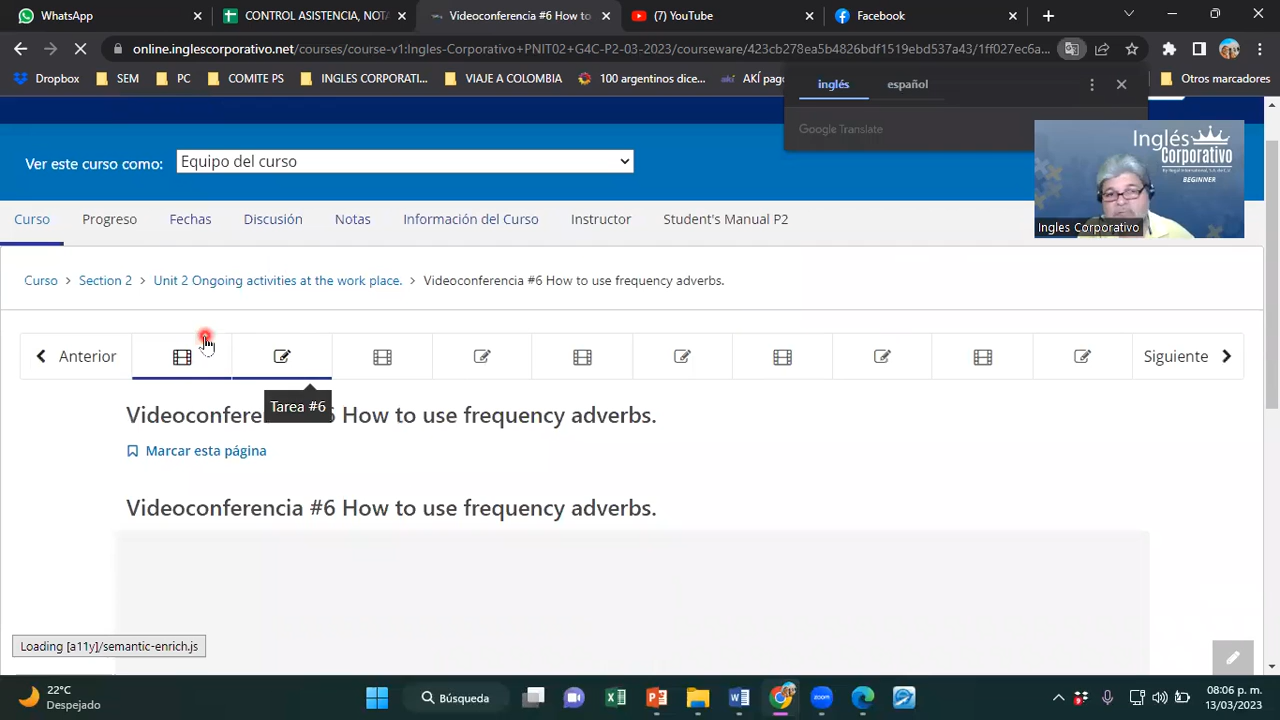 WhatsApp
CONTROL ASISTENCIA, NOTA
Videoconferencia #6 How to
(7) YouTube
Facebook
online.inglescorporativo.net/courses/course-v1:Ingles-Corporativo+PNIT02+G4C-P2-03-2023/courseware/423cb278ea5b4826bdf1519ebd537a43/1ff027ec6a...
Dropbox
SEM
PC
COMITE PS
INGLES CORPORATI...
VIAJE A COLOMBIA
100 argentinos dice...
AKÍ pag
Otros marcadores
inglés
español
Google Translate
Ver este curso como:
Equipo del curso
Inglés
Corporativo
BEGINNER
Ingles Corporativo
Curso
Progreso
Fechas
Discusión
Notas
Información del Curso
Instructor
Student's Manual P2
Curso > Section 2 > Unit 2 Ongoing activities at the work place. > Videoconferencia #6 How to use frequency adverbs.
Anterior
Siguiente
Tarea #6
Videoconferen 6 How to use frequency adverbs.
Marcar esta página
Videoconferencia #6 How to use frequency adverbs.
Loading [a11y]/semantic-enrich.js
22°C
Despejado
Búsqueda
08:06 p. m.
13/03/2023